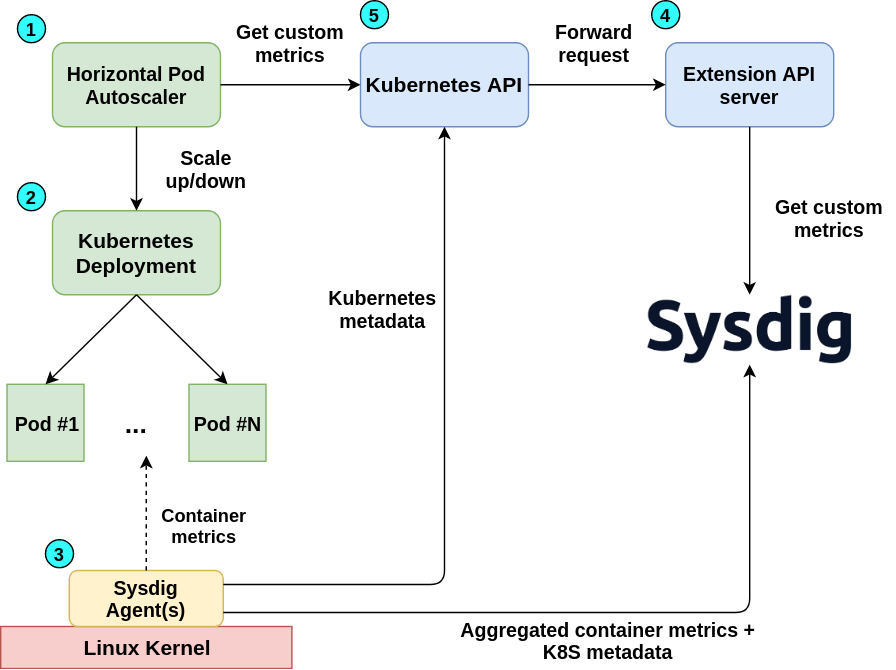 1
Get custom
metrics
5
Forward
request
4
Horizontal Pod
Autoscaler
Kubernetes API
Extension API
server
Scale
up/down
2
Kubernetes
Deployment
Get custom
metrics
Kubernetes
metadata
Sysdig
Pod #1
...
Pod #N
Container
metrics
3
Sysdig
Agent(s)
Linux Kernel
Aggregated container metrics +
K8S metadata